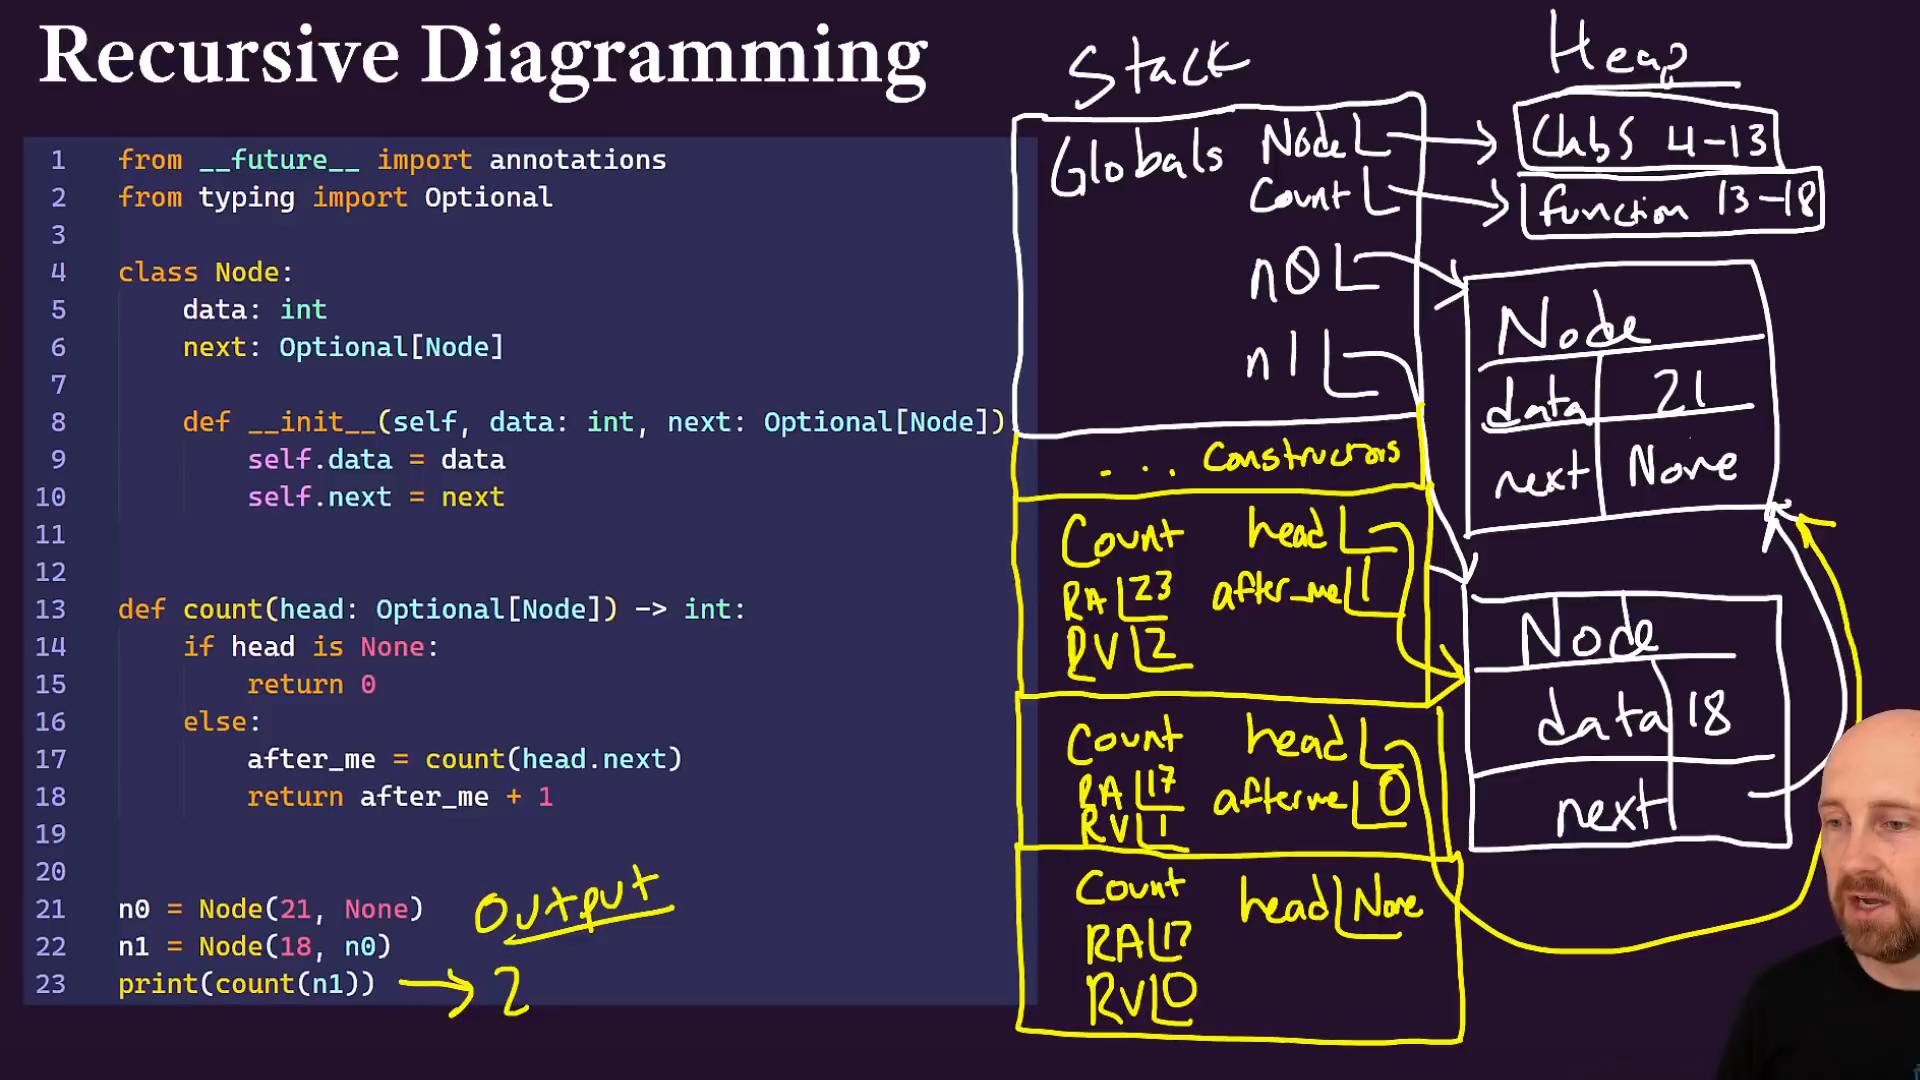 Recursive Diagramming
1 from __future__ import annotations
2 from typing import Optional
3
4 class Node:
5 data: int
6 next: Optional[Node]
7
8 def __init__(self, data: int, next: Optional[Node])
9 self.data = data
10 self.next = next
11
12
13 def count(head: Optional[Node]) -> int:
14 if head is None:
15 return 0
16 else:
17 after_me = count(head.next)
18 return after_me + 1
19
20
21 n0 = Node(21, None)
22 n1 = Node(18, n0)
23 print(count(n1))
Output
2
Stack
Globals
Node
Count
n0
n1
... Constructors
Count head
RA 23 after_me 1
RV 2
Count head
RA 17 afterme 0
RV 1
Count head None
RA 17
RV 0
Heap
4-13
function 13-18
Node
data 21
next None
Node
data 18
next